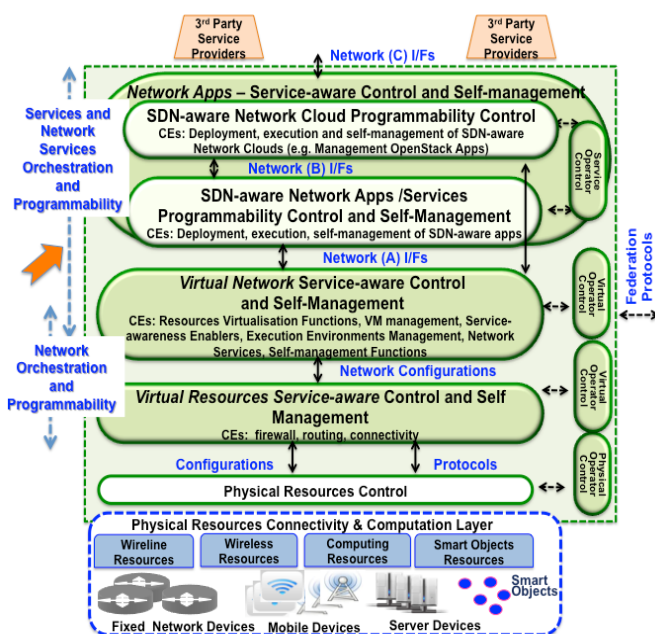 3rd Party
Service
Providers
3rd Party
Service
Providers
Network (C) I/Fs
Network Apps – Service-aware Control and Self-management
SDN-aware Network Cloud Programmability Control
CEs: Deployment, execution and self-management of SDN-aware
Network Clouds (e.g. Management OpenStack Apps)
Network (B) I/Fs
SDN-aware Network Apps /Services
Programmability Control and Self-Management
CEs: Deployment, execution, self-management of SDN-aware apps
Service
Operator
Control
Services and
Network
Services
Orchestration
and
Programmability
Network (A) I/Fs
Virtual Network Service-aware Control
and Self-Management
CEs: Resources Virtualisation Functions, VM management, Service-
awareness Enablers, Execution Environments Management, Network
Services, Self-management Functions
Virtual
Operator
Control
Federation
Protocols
Network
Orchestration
and
Programmability
Network Configurations
Virtual Resources Service-aware Control and Self
Management
CEs: firewall, routing, connectivity
Virtual
Operator
Control
Configurations
Protocols
Physical Resources Control
Physical
Operator
Control
Physical Resources Connectivity & Computation Layer
Wireline
Resources
Wireless
Resources
Computing
Resources
Smart Objects
Resources
Fixed Network Devices
Mobile Devices
Server Devices
Smart
Objects